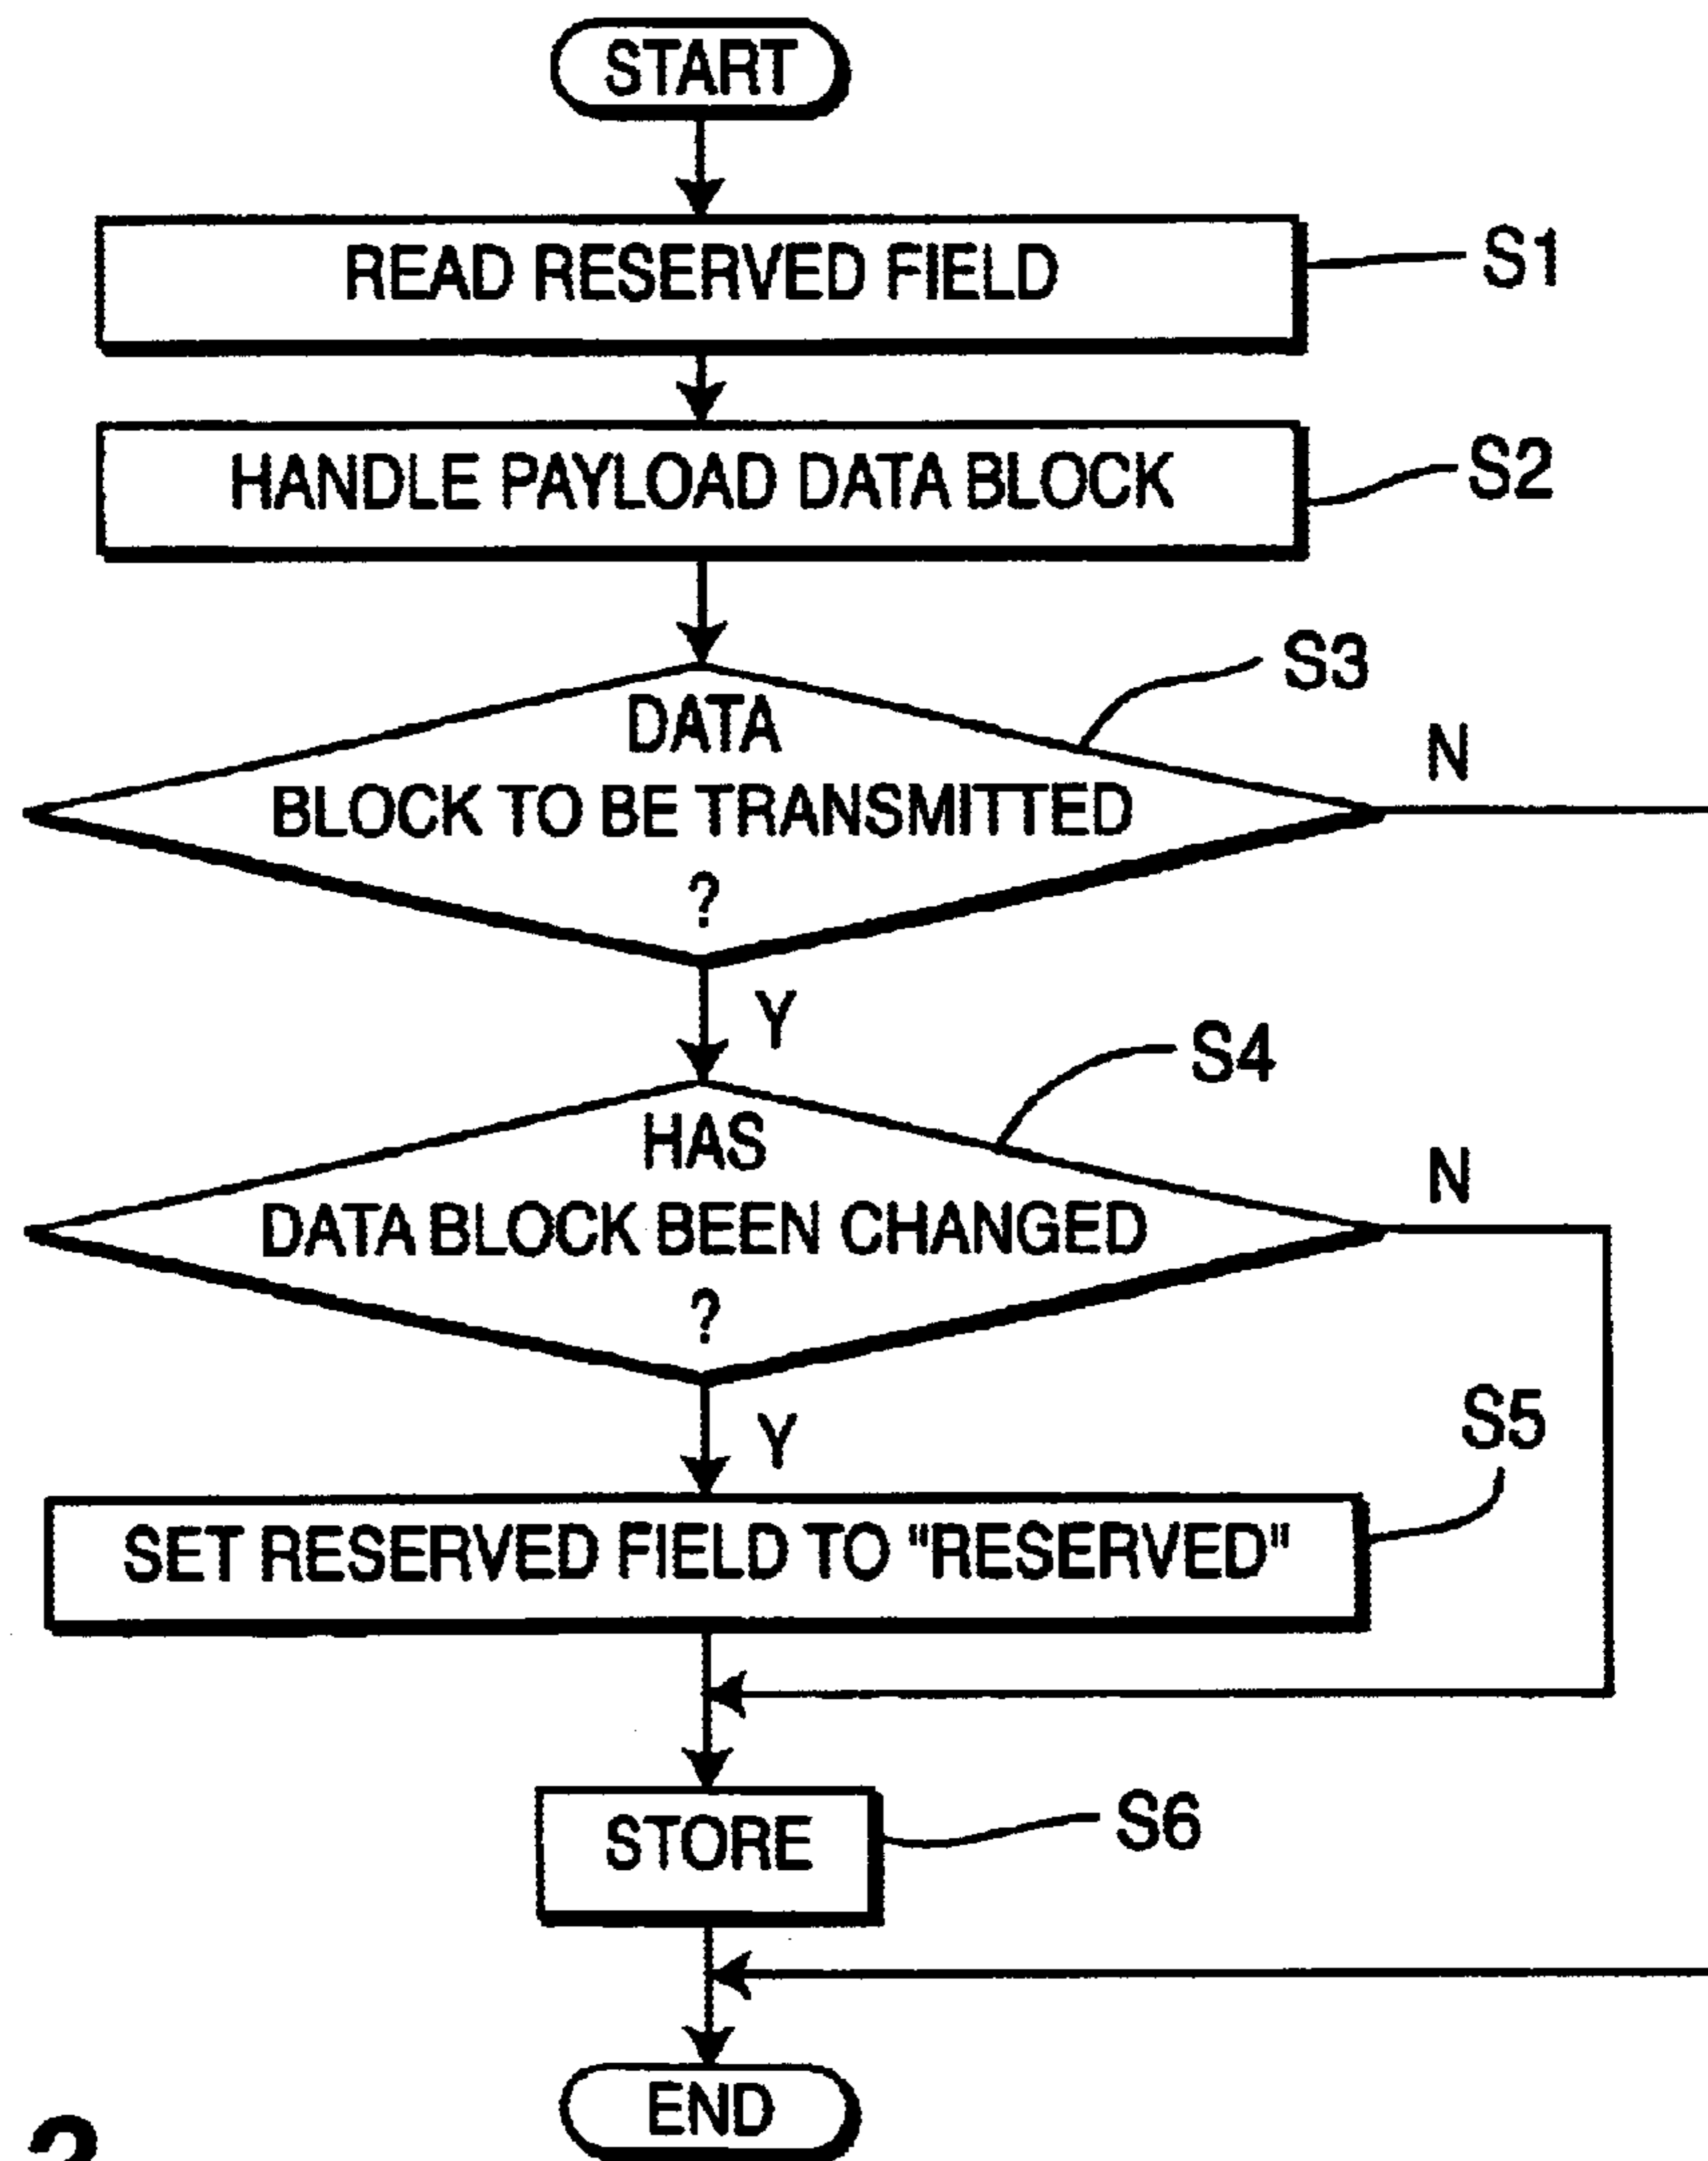 START
READ RESERVED FIELD
S1
HANDLE PAYLOAD DATA BLOCK
S2
S3
DATA
BLOCK TO BE TRANSMITTED
?
N
Y
S4
HAS
DATA BLOCK BEEN CHANGED
?
N
Y
S5
SET RESERVED FIELD TO "RESERVED"
STORE
S6
END